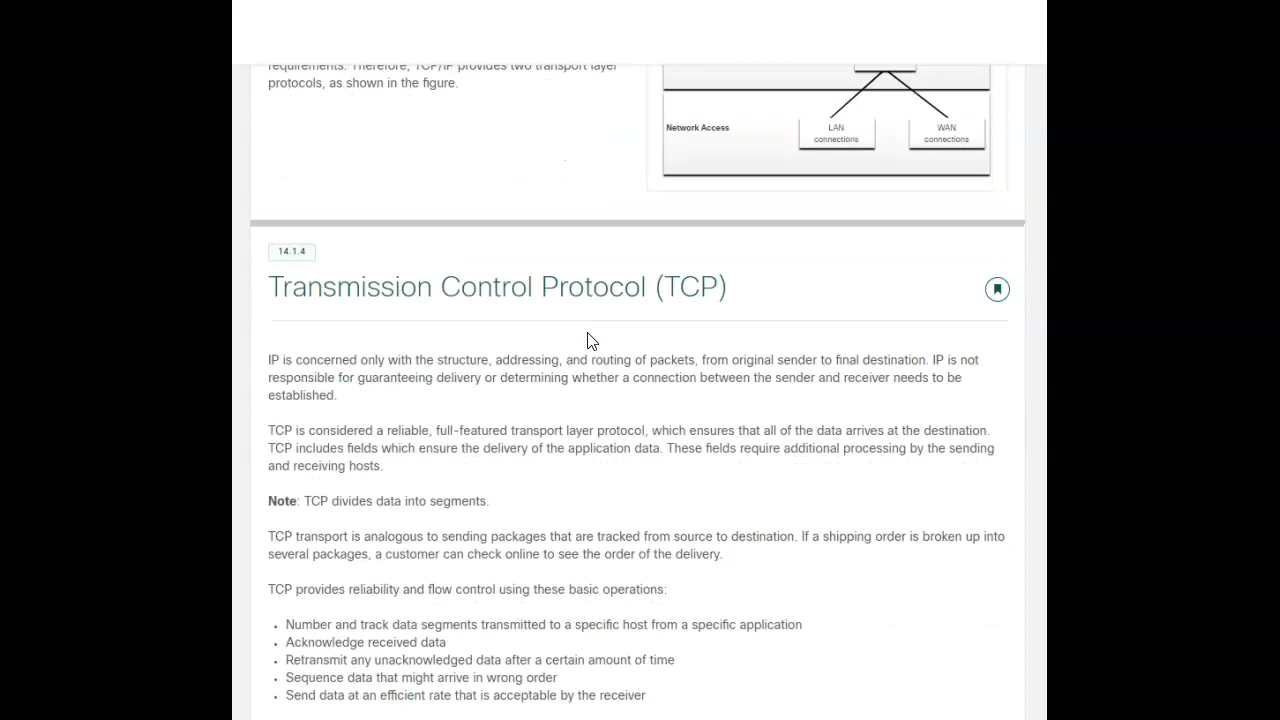 requirements. Therefore, TCP/IP provides two transport layer
protocols, as shown in the figure.
Network Access
LAN
connections
WAN
connections
14.1.4
Transmission Control Protocol (TCP)
IP is concerned only with the structure, addressing, and routing of packets, from original sender to final destination. IP is not
responsible for guaranteeing delivery or determining whether a connection between the sender and receiver needs to be
established.
TCP is considered a reliable, full-featured transport layer protocol, which ensures that all of the data arrives at the destination.
TCP includes fields which ensure the delivery of the application data. These fields require additional processing by the sending
and receiving hosts.
Note: TCP divides data into segments.
TCP transport is analogous to sending packages that are tracked from source to destination. If a shipping order is broken up into
several packages, a customer can check online to see the order of the delivery.
TCP provides reliability and flow control using these basic operations:
• Number and track data segments transmitted to a specific host from a specific application
• Acknowledge received data
• Retransmit any unacknowledged data after a certain amount of time
• Sequence data that might arrive in wrong order
• Send data at an efficient rate that is acceptable by the receiver